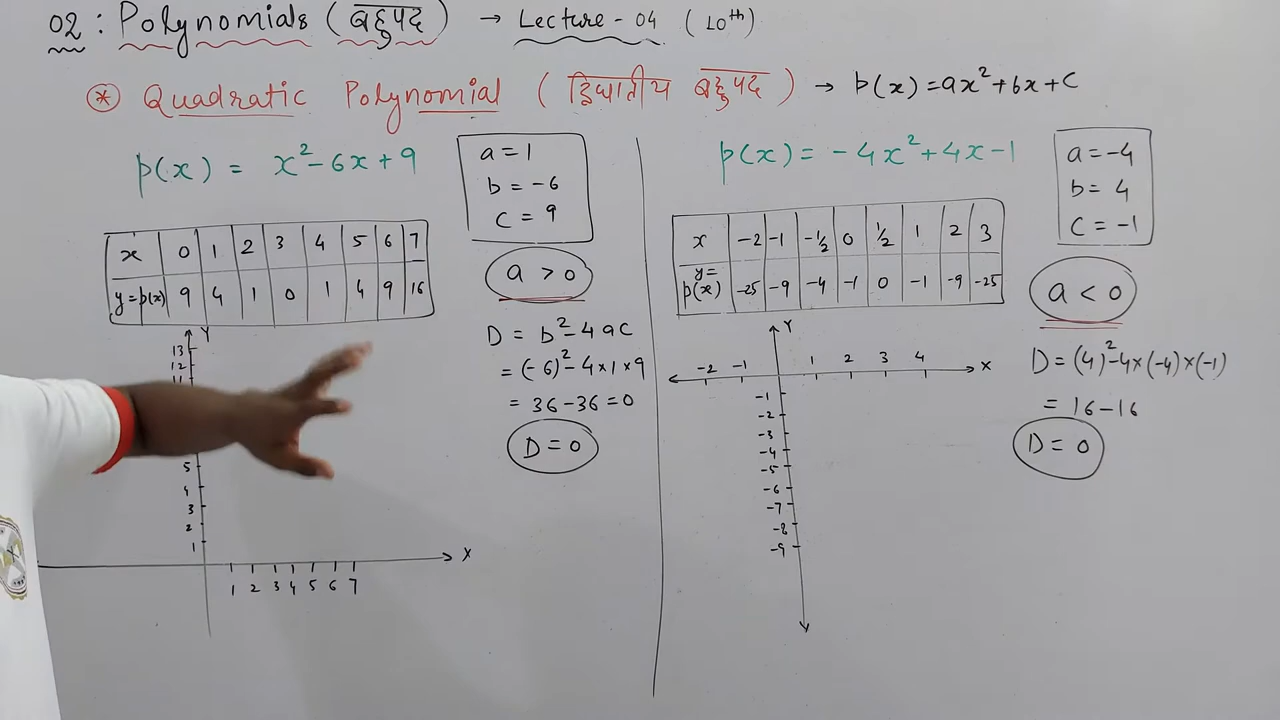 02 : Polynomials (बहुपद) → Lecture - 04 (10th)
* Quadratic Polynomial (द्विघातीय बहुपद) → p(x) = ax² + bx + c
p(x) = x² - 6x + 9
a = 1
b = -6
c = 9
x 0 1 2 3 4 5 6 7
y = p(x) 9 4 1 0 1 4 9 16
a > 0
D = b² - 4ac
= (-6)² - 4×1×9
= 36 - 36 = 0
D = 0
Y
13
12
11
5
4
3
2
1
X
1 2 3 4 5 6 7
p(x) = -4x² + 4x - 1
a = -4
b = 4
c = -1
x -2 -1 -½ 0 ½ 1 2 3
y = p(x) -25 -9 -4 -1 0 -1 -9 -25
a < 0
D = (4)² - 4×(-4)×(-1)
= 16 - 16
D = 0
Y
-2 -1 1 2 3 4 X
-1
-2
-3
-4
-5
-6
-7
-8
-9